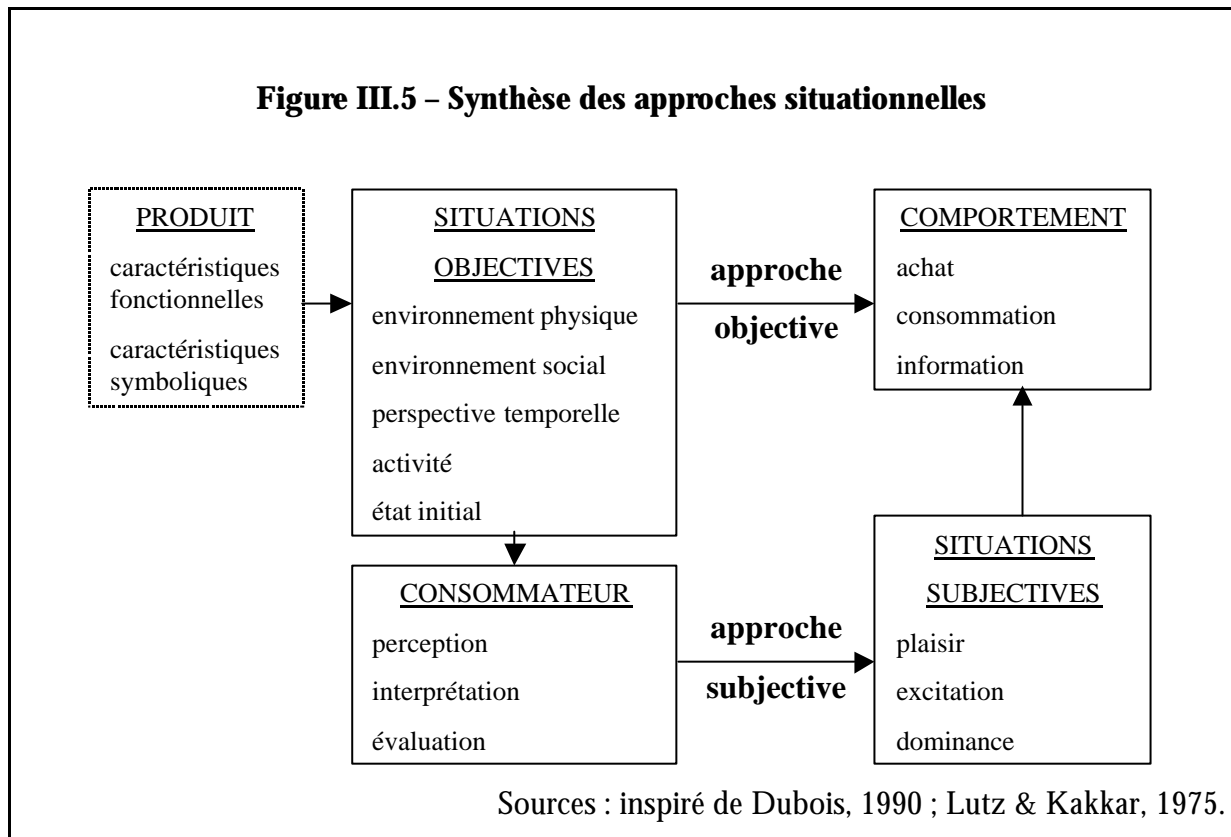 Figure III.5 – Synthèse des approches situationnelles
PRODUIT
caractéristiques
fonctionnelles
caractéristiques
symboliques
SITUATIONS
OBJECTIVES
environnement physique
environnement social
perspective temporelle
activité
état initial
approche
objective
COMPORTEMENT
achat
consommation
information
CONSOMMATEUR
perception
interprétation
évaluation
approche
subjective
SITUATIONS
SUBJECTIVES
plaisir
excitation
dominance
Sources : inspiré de Dubois, 1990 ; Lutz & Kakkar, 1975.